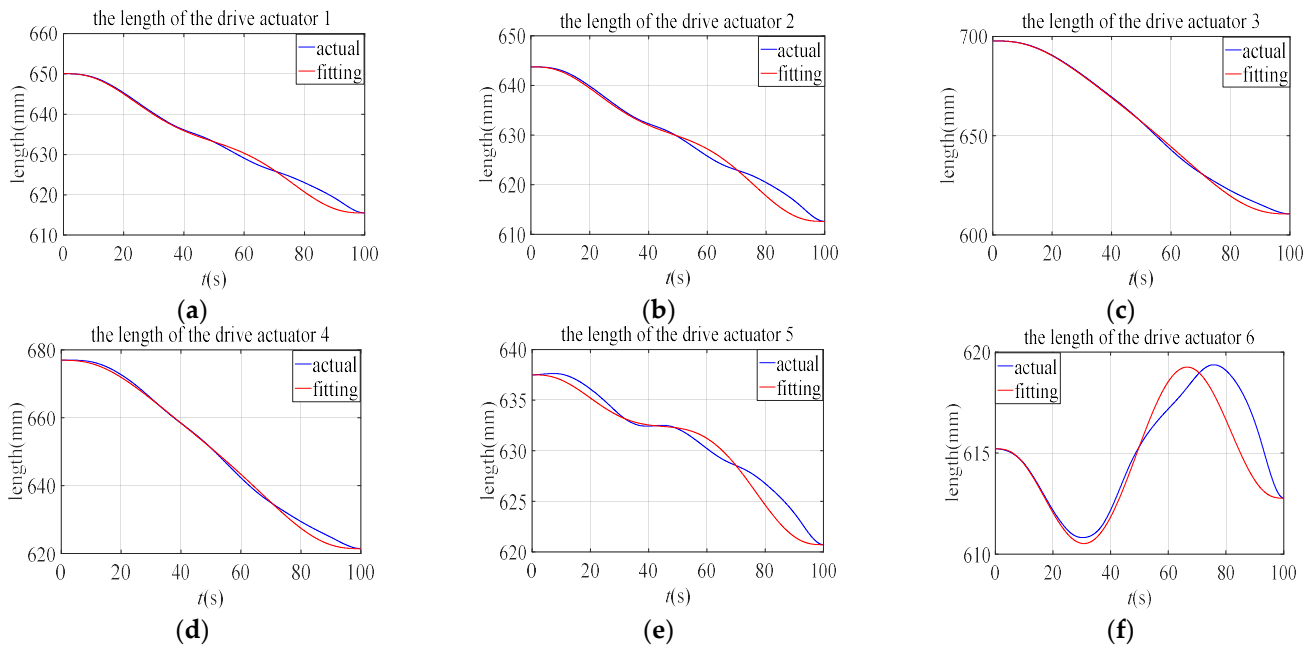 the length of the drive actuator 1
660
650
640
630
620
610
length(mm)
actual
fitting
0 20 40 60 80 100
t(s)
(a)
the length of the drive actuator 2
650
640
630
620
610
length(mm)
actual
fitting
0 20 40 60 80 100
t(s)
(b)
the length of the drive actuator 3
700
650
600
length(mm)
actual
fitting
0 20 40 60 80 100
t(s)
(c)
the length of the drive actuator 4
680
660
640
620
length(mm)
actual
fitting
0 20 40 60 80 100
t(s)
(d)
the length of the drive actuator 5
640
635
630
625
620
length(mm)
actual
fitting
0 20 40 60 80 100
t(s)
(e)
the length of the drive actuator 6
620
615
610
length(mm)
actual
fitting
0 20 40 60 80 100
t(s)
(f)